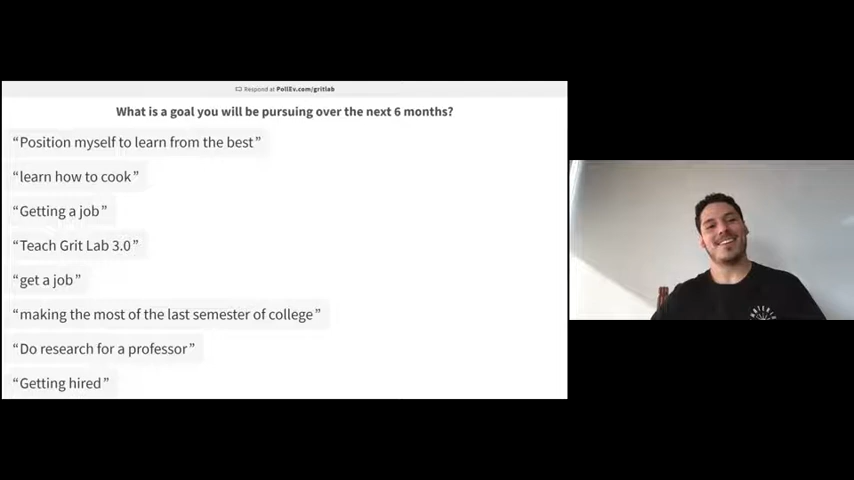 Respond at PollEv.com/gritlab
What is a goal you will be pursuing over the next 6 months?
“Position myself to learn from the best”
“learn how to cook”
“Getting a job”
“Teach Grit Lab 3.0”
“get a job”
“making the most of the last semester of college”
“Do research for a professor”
“Getting hired”